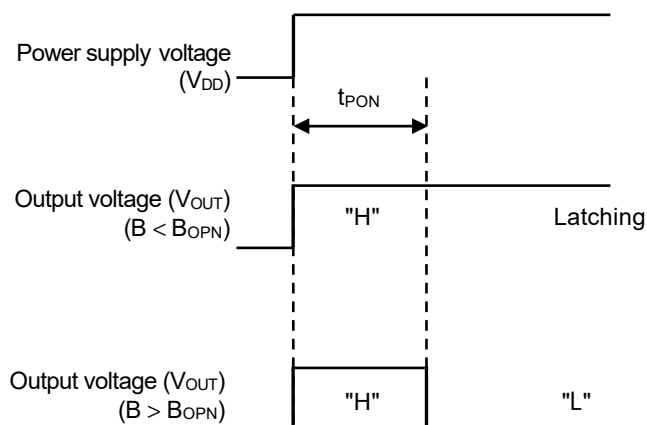 Power supply voltage
(VDD)
tPON
Output voltage (VOUT)
(B < BOPN)
"H"
Latching
Output voltage (VOUT)
(B > BOPN)
"H"
"L"